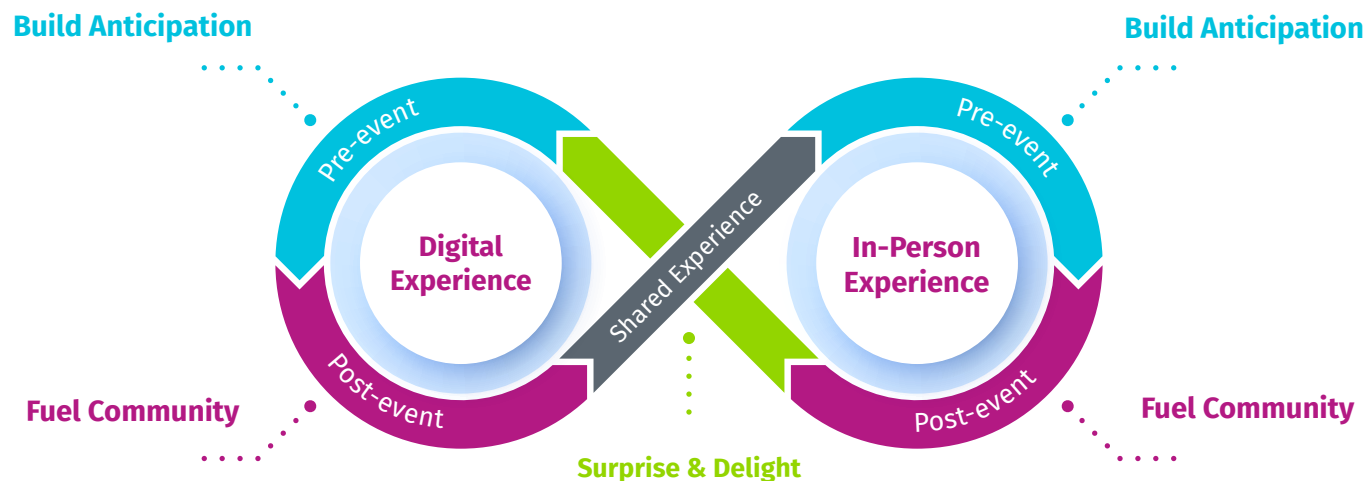 Build Anticipation
Build Anticipation
Pre-event
Pre-event
Digital
Experience
Shared Experience
In-Person
Experience
Post-event
Post-event
Fuel Community
Fuel Community
Surprise & Delight